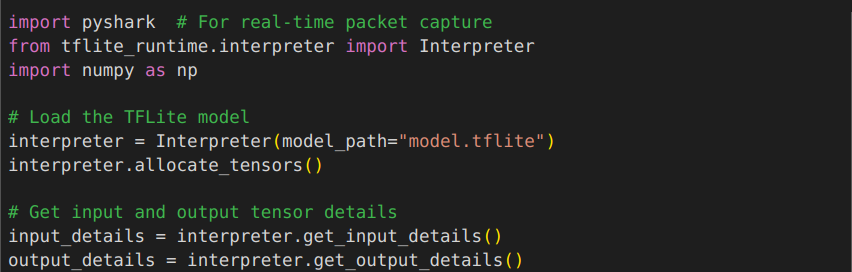 import pyshark  # For real-time packet capture
from tflite_runtime.interpreter import Interpreter
import numpy as np
# Load the TFLite model
interpreter = Interpreter(model_path="model.tflite")
interpreter.allocate_tensors()
# Get input and output tensor details
input_details = interpreter.get_input_details()
output_details = interpreter.get_output_details()